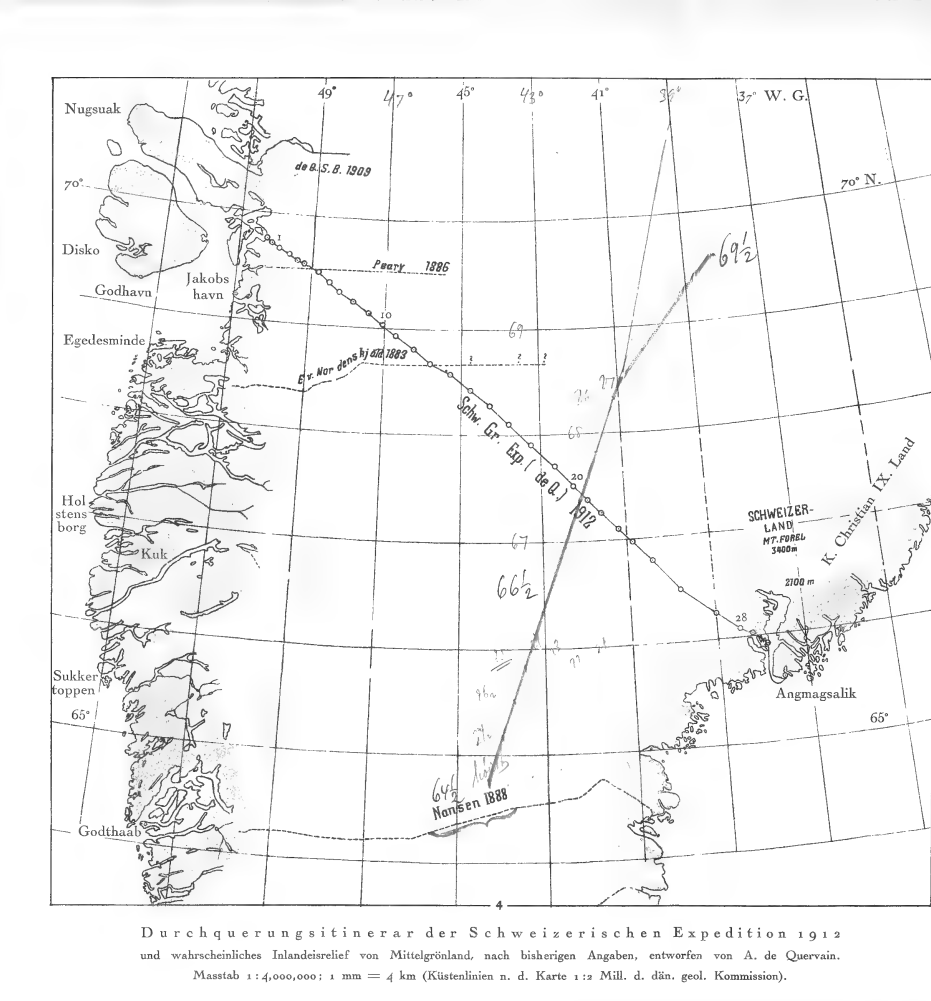 49°
47°
45°
43°
41°
39°
37° W. G.
Nugsuak
de Q. S. B. 1909
70°
70° N.
Disko
1
69½
Peary 1886
Jakobs
havn
Godhavn
10
69
Egedesminde
E. v. Nordenskjöld 1883
? ? ?
27
68
Schw. Gr. Exp. (de Q.) 1912
20
Hol
stens
borg
SCHWEIZER-
LAND
MT. FOREL
3400m
K. Christian IX. Land
67
Kuk
66½
2100 m
28
Sukker
toppen
Angmagsalik
65°
65°
64½
Nansen 1888
Godthaab
4
Durchquerungsitinerar der Schweizerischen Expedition 1912
und wahrscheinliches Inlandeisrelief von Mittelgrönland, nach bisherigen Angaben, entworfen von A. de Quervain.
Masstab 1:4,000,000; 1 mm = 4 km (Küstenlinien n. d. Karte 1:2 Mill. d. dän. geol. Kommission).